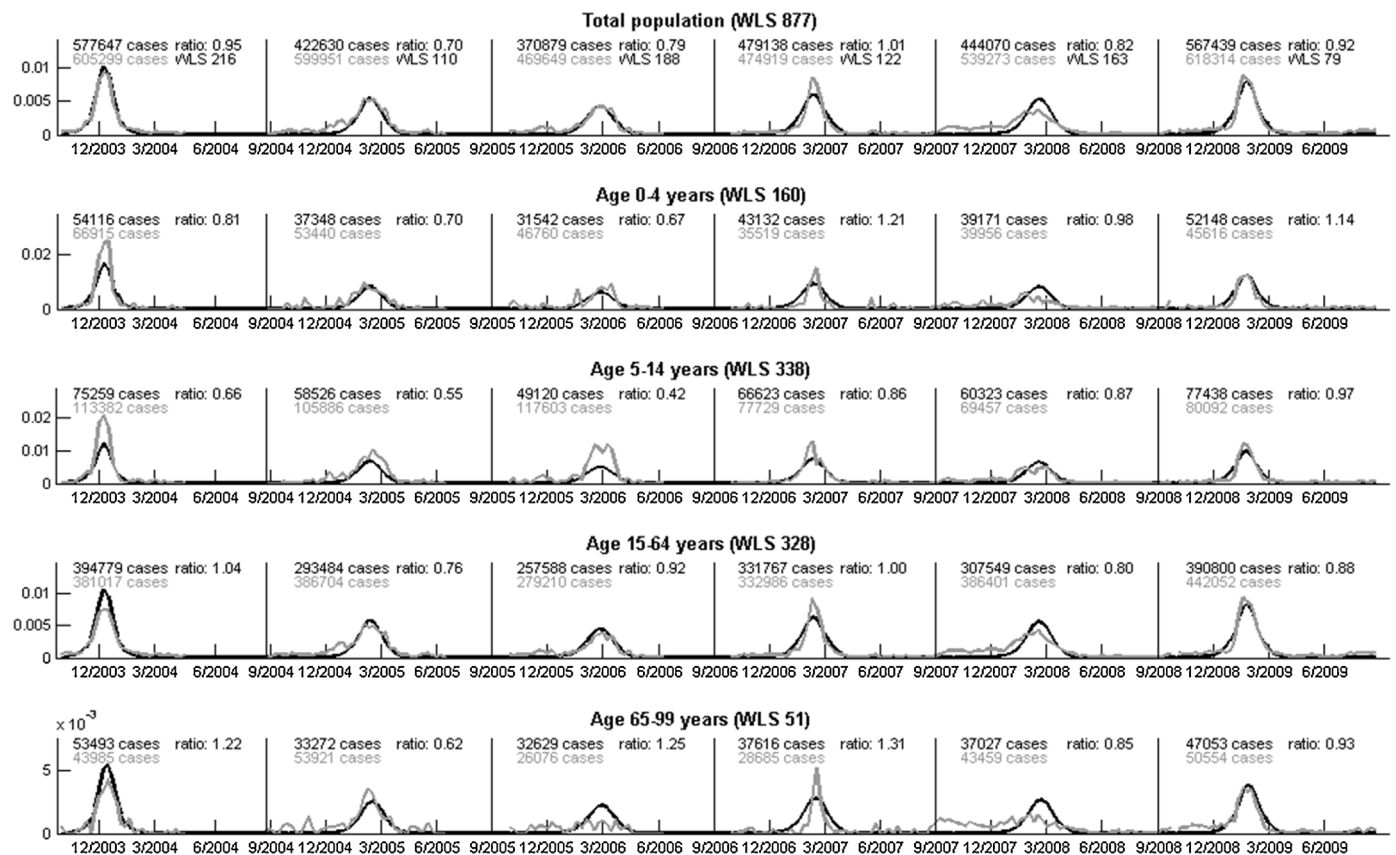 Total population (WLS 877)
577647 cases ratio: 0.95 422630 cases ratio: 0.70 370879 cases ratio: 0.79 479138 cases ratio: 1.01 444070 cases ratio: 0.82 567439 cases ratio: 0.92
605299 cases WLS 216 599951 cases WLS 110 469649 cases WLS 188 474919 cases WLS 122 539273 cases WLS 163 618314 cases WLS 79
0.01
0.005
0
12/2003 3/2004 6/2004 9/2004 12/2004 3/2005 6/2005 9/2005 12/2005 3/2006 6/2006 9/2006 12/2006 3/2007 6/2007 9/2007 12/2007 3/2008 6/2008 9/2008 12/2008 3/2009 6/2009
Age 0-4 years (WLS 160)
54116 cases ratio: 0.81 37348 cases ratio: 0.70 31542 cases ratio: 0.67 43132 cases ratio: 1.21 39171 cases ratio: 0.98 52148 cases ratio: 1.14
66915 cases 53440 cases 46760 cases 35519 cases 39956 cases 45616 cases
0.02
0
12/2003 3/2004 6/2004 9/2004 12/2004 3/2005 6/2005 9/2005 12/2005 3/2006 6/2006 9/2006 12/2006 3/2007 6/2007 9/2007 12/2007 3/2008 6/2008 9/2008 12/2008 3/2009 6/2009
Age 5-14 years (WLS 338)
75259 cases ratio: 0.66 58526 cases ratio: 0.55 49120 cases ratio: 0.42 66623 cases ratio: 0.86 60323 cases ratio: 0.87 77438 cases ratio: 0.97
113382 cases 105886 cases 117603 cases 77729 cases 69457 cases 80092 cases
0.02
0.01
0
12/2003 3/2004 6/2004 9/2004 12/2004 3/2005 6/2005 9/2005 12/2005 3/2006 6/2006 9/2006 12/2006 3/2007 6/2007 9/2007 12/2007 3/2008 6/2008 9/2008 12/2008 3/2009 6/2009
Age 15-64 years (WLS 328)
394779 cases ratio: 1.04 293484 cases ratio: 0.76 257588 cases ratio: 0.92 331767 cases ratio: 1.00 307549 cases ratio: 0.80 390800 cases ratio: 0.88
381017 cases 386704 cases 279210 cases 332986 cases 386401 cases 442052 cases
0.01
0.005
0
12/2003 3/2004 6/2004 9/2004 12/2004 3/2005 6/2005 9/2005 12/2005 3/2006 6/2006 9/2006 12/2006 3/2007 6/2007 9/2007 12/2007 3/2008 6/2008 9/2008 12/2008 3/2009 6/2009
Age 65-99 years (WLS 51)
x 10⁻³
53493 cases ratio: 1.22 33272 cases ratio: 0.62 32629 cases ratio: 1.25 37616 cases ratio: 1.31 37027 cases ratio: 0.85 47053 cases ratio: 0.93
43985 cases 53921 cases 26076 cases 28685 cases 43459 cases 50554 cases
5
0
12/2003 3/2004 6/2004 9/2004 12/2004 3/2005 6/2005 9/2005 12/2005 3/2006 6/2006 9/2006 12/2006 3/2007 6/2007 9/2007 12/2007 3/2008 6/2008 9/2008 12/2008 3/2009 6/2009